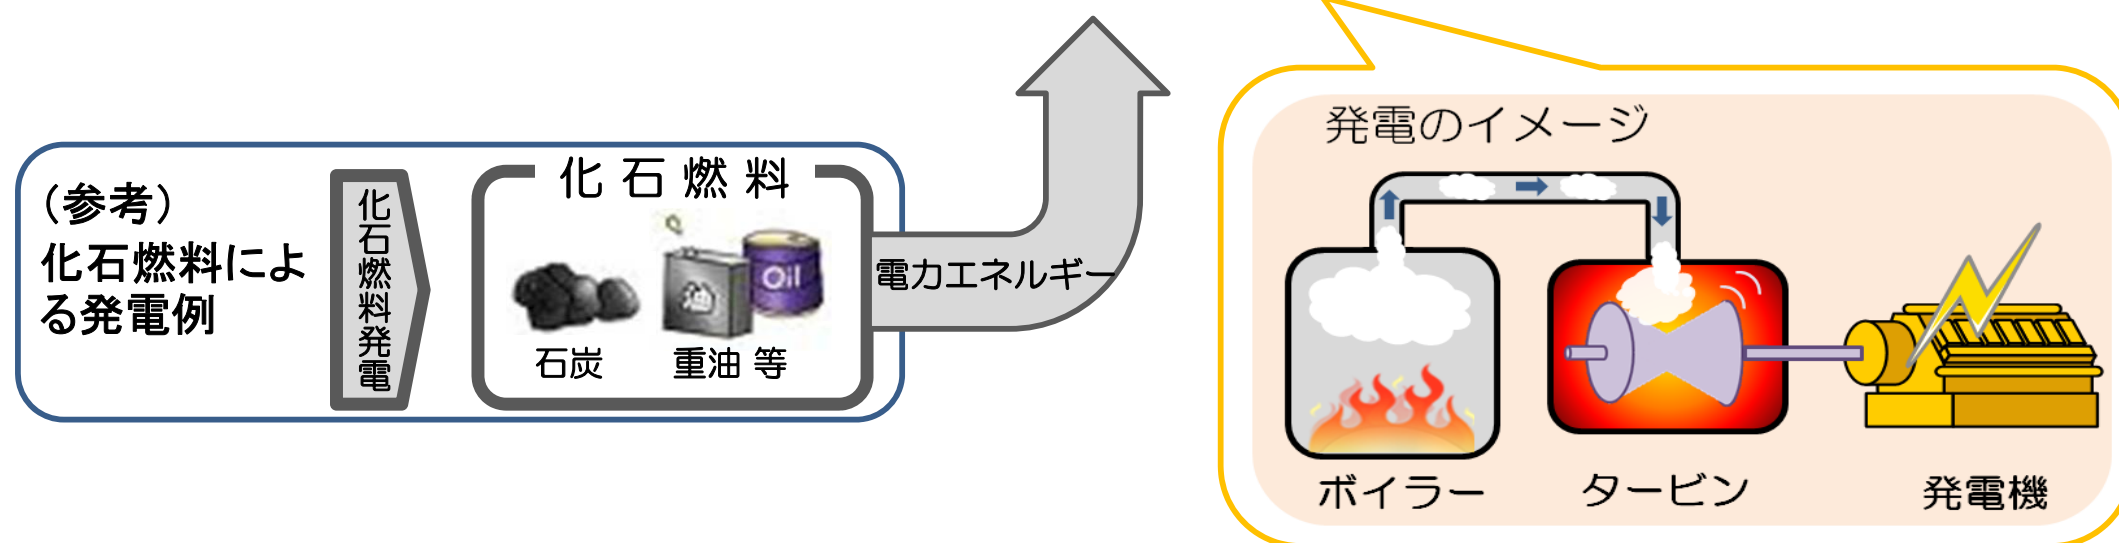 (参考)
化石燃料によ
る発電例
化石燃料発電
化石燃料
油
Oil
石炭
重油 等
電力エネルギー
発電のイメージ
ボイラー
タービン
発電機